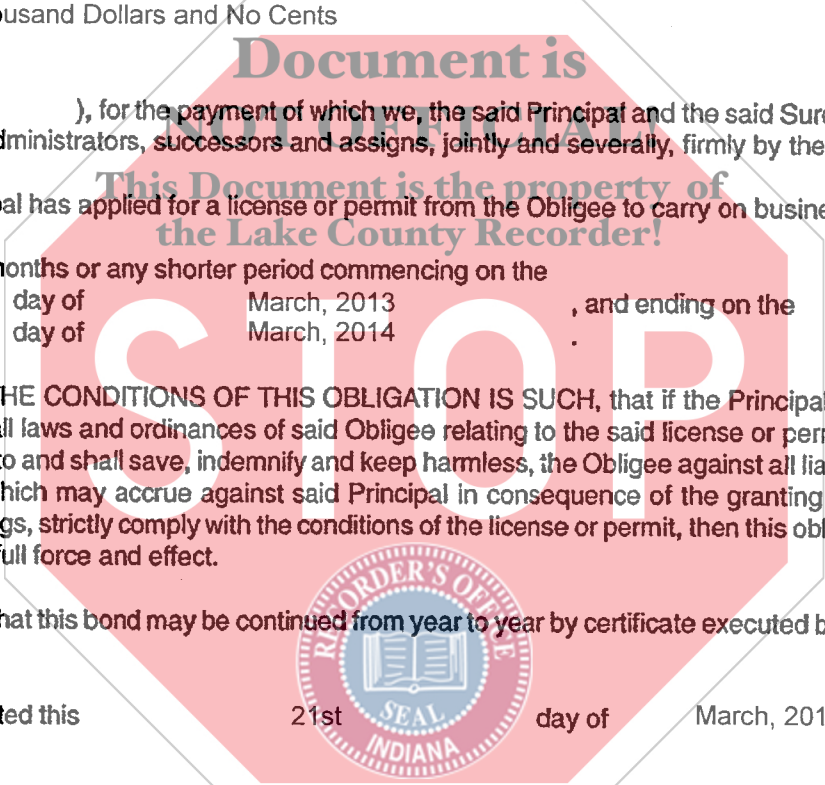 ousand Dollars and No Cents
Document is
), for the payment of which we, the said Principal and the said Sure
NOT OFFICIAL!
dministrators, successors and assigns, jointly and severally, firmly by the
This Document is the property of
pal has applied for a license or permit from the Obligee to carry on busine
the Lake County Recorder!
nonths or any shorter period commencing on the
day of March, 2013 , and ending on the
day of March, 2014 .
STOP
HE CONDITIONS OF THIS OBLIGATION IS SUCH, that if the Principal
ll laws and ordinances of said Obligee relating to the said license or perr
o and shall save, indemnify and keep harmless, the Obligee against all lia
hich may accrue against said Principal in consequence of the granting
gs, strictly comply with the conditions of the license or permit, then this obl
ull force and effect.
RECORDER'S OFFICE
hat this bond may be continued from year to year by certificate executed b
ted this 21st day of March, 201
SEAL
INDIANA